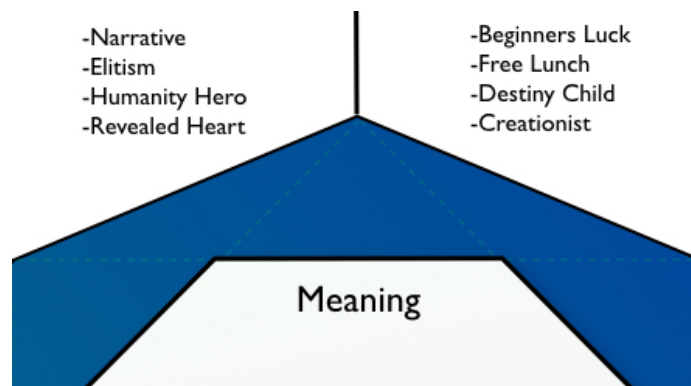 -Narrative
-Elitism
-Humanity Hero
-Revealed Heart
-Beginners Luck
-Free Lunch
-Destiny Child
-Creationist
Meaning